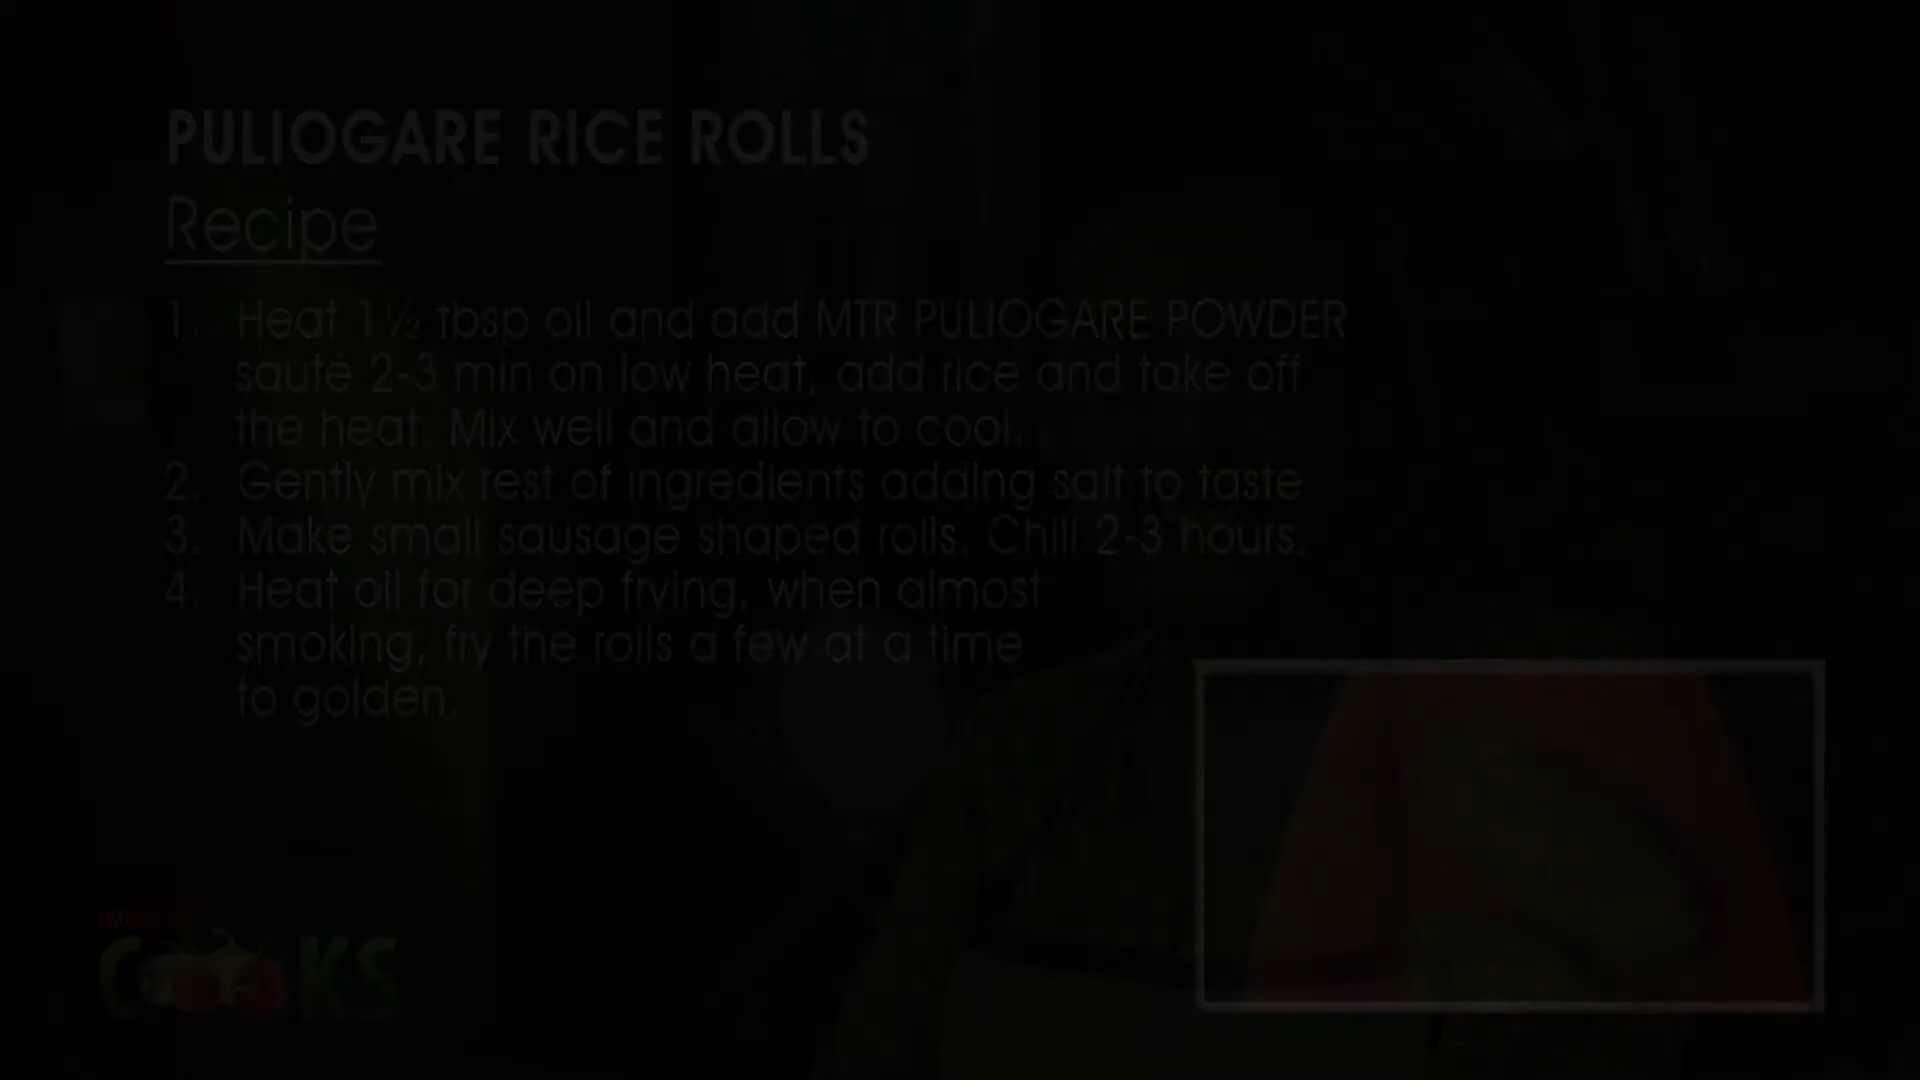 PULIOGARE RICE ROLLS
Recipe
1. Heat 1½ tbsp oil and add MTR PULIOGARE POWDER
sauté 2-3 min on low heat, add rice and take off
the heat. Mix well and allow to cool.
2. Gently mix rest of ingredients adding salt to taste
3. Make small sausage shaped rolls. Chill 2-3 hours.
4. Heat oil for deep frying, when almost
smoking, fry the rolls a few at a time
to golden.
COOKS